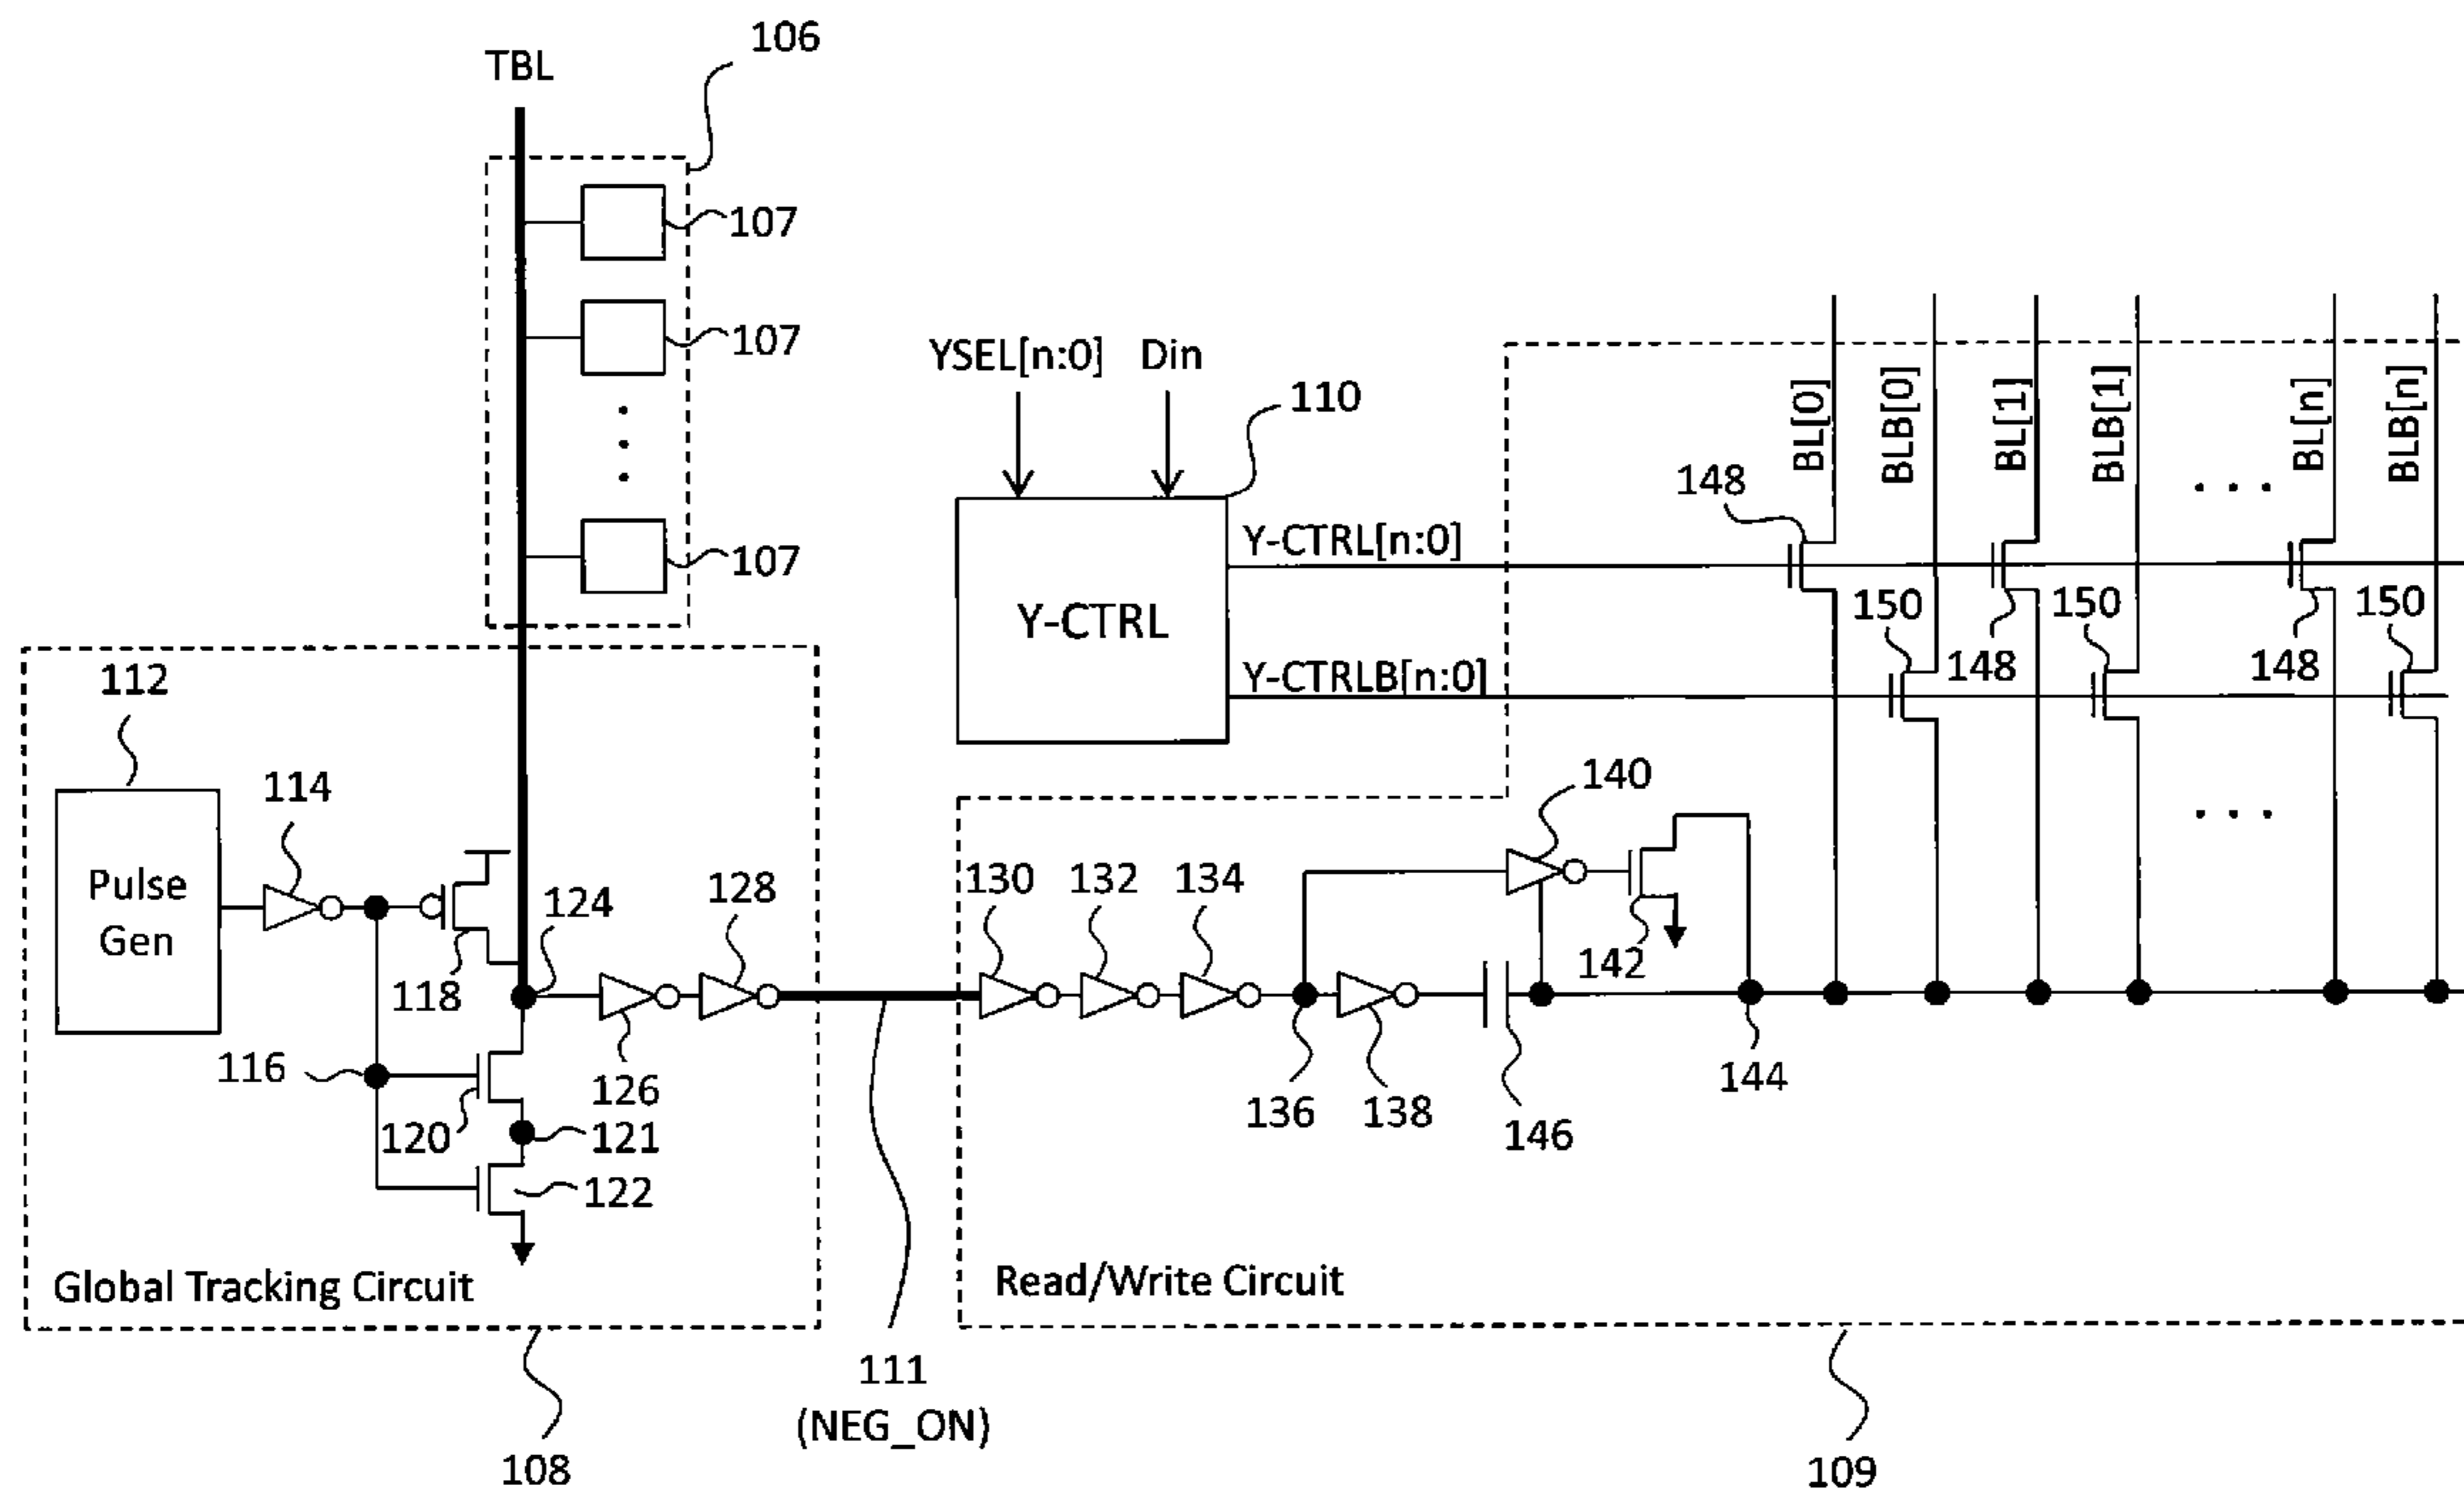 106
TBL
107
107
107
YSEL[n:0] Din
110
Y-CTRL
Y-CTRL[n:0]
Y-CTRLB[n:0]
BL[0]
BLB[0]
BL[1]
BLB[1]
BL[n]
BLB[n]
. . .
148
150
148
150
148
150
. . .
112
114
Pulse
Gen
118
124
128
116
120
121
126
122
Global Tracking Circuit
108
111
(NEG_ON)
130 132 134
140
142
136
138
146
144
Read/Write Circuit
109